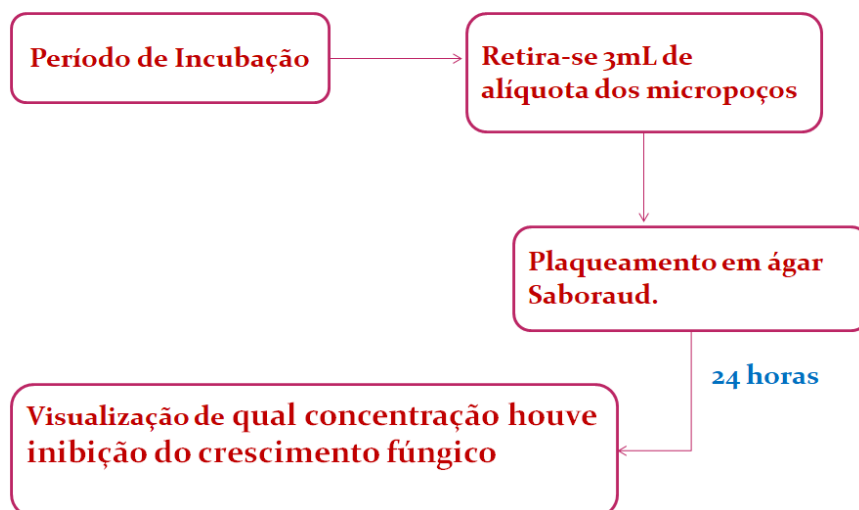 Período de Incubação
Retira-se 3mL de
alíquota dos micropoços
Plaqueamento em ágar
Saboraud.
24 horas
Visualização de qual concentração houve
inibição do crescimento fúngico